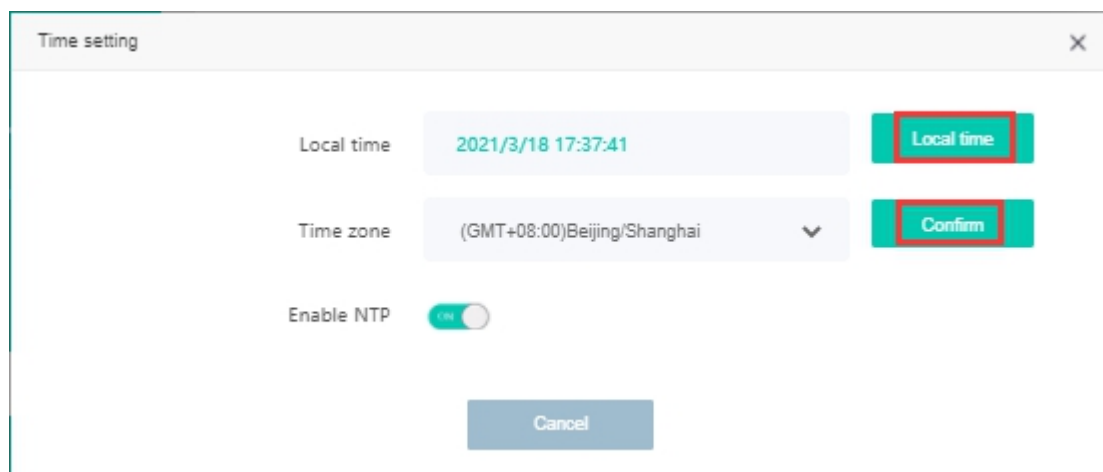 Time setting
Local time 2021/3/18 17:37:41 Local time
Time zone (GMT+08:00)Beijing/Shanghai Confirm
Enable NTP ON
Cancel